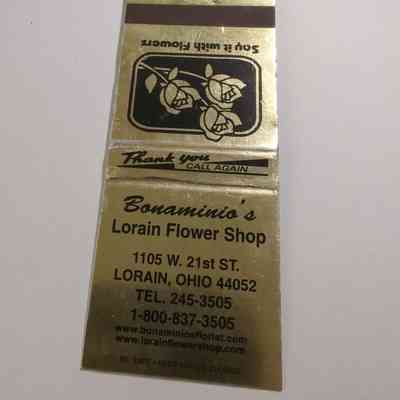 Say it with Flowers
Thank you
CALL AGAIN
Bonaminio's
Lorain Flower Shop
1105 W. 21st ST.
LORAIN, OHIO 44052
TEL. 245-3505
1-800-837-3505
www.bonaminiosflorist.com
www.lorainflowershop.com